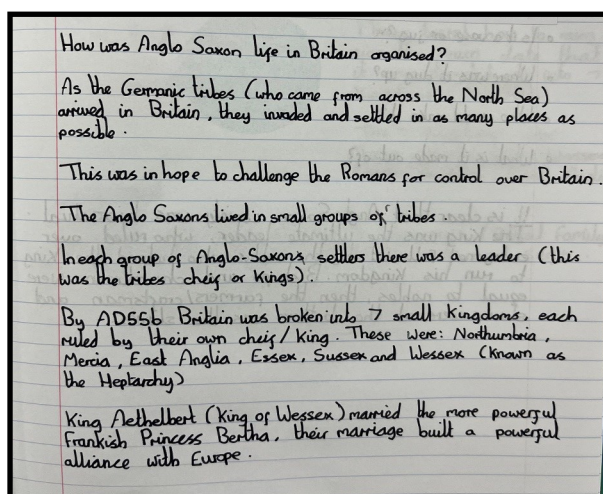 How was Anglo Saxon life in Britain organised?
As the Germanic tribes (who came from across the North Sea)
arrived in Britain, they invaded and settled in as many places as
possible.
This was in hope to challenge the Romans for control over Britain.
The Anglo Saxons lived in small groups of tribes.
In each group of Anglo-Saxons settlers there was a leader (this
was the tribes cheif or Kings).
By AD556 Britain was broken into 7 small Kingdoms, each
ruled by their own cheif/King. These were: Northumbria,
Mercia, East Anglia, Essex, Sussex and Wessex (Known as
the Heptarchy)
King Aethelbert (King of Wessex) married the more powerful
Frankish Princess Bertha, their marriage built a powerful
alliance with Europe.